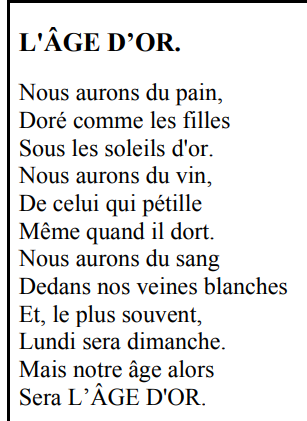 L'ÂGE D’OR.
Nous aurons du pain,
Doré comme les filles
Sous les soleils d'or.
Nous aurons du vin,
De celui qui pétille
Même quand il dort.
Nous aurons du sang
Dedans nos veines blanches
Et, le plus souvent,
Lundi sera dimanche.
Mais notre âge alors
Sera L’ÂGE D'OR.